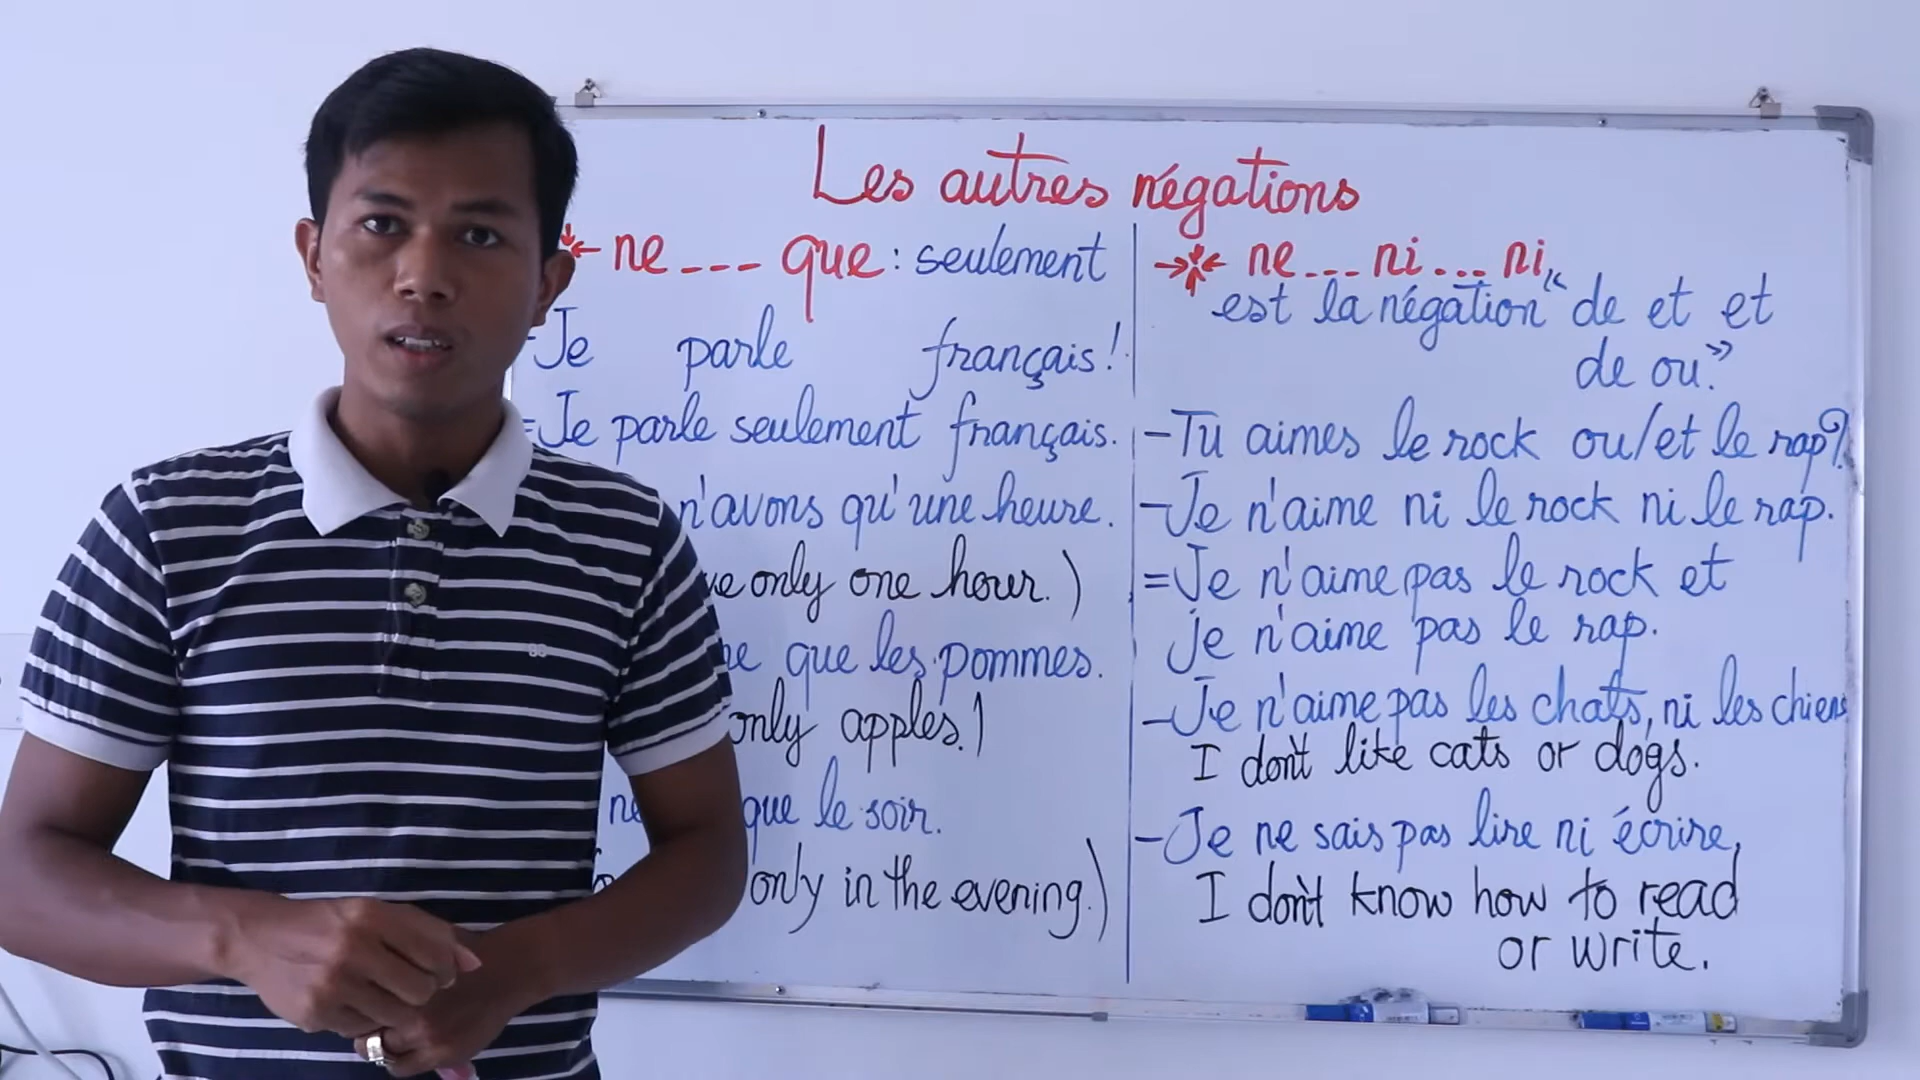 Les autres négations
ne --- que : seulement
- Je parle français !
= Je parle seulement français.
n'avons qu'une heure.
only one hour. )
que les pommes.
only apples. )
ne que le soir.
only in the evening. )
ne --- ni ... ni
est la négation “ de et et
de ou.”
- Tu aimes le rock ou/et le rap ?
- Je n'aime ni le rock ni le rap.
= Je n'aime pas le rock et
je n'aime pas le rap.
- Je n'aime pas les chats, ni les chiens
I don't like cats or dogs.
- Je ne sais pas lire ni écrire,
I don't know how to read
or write.